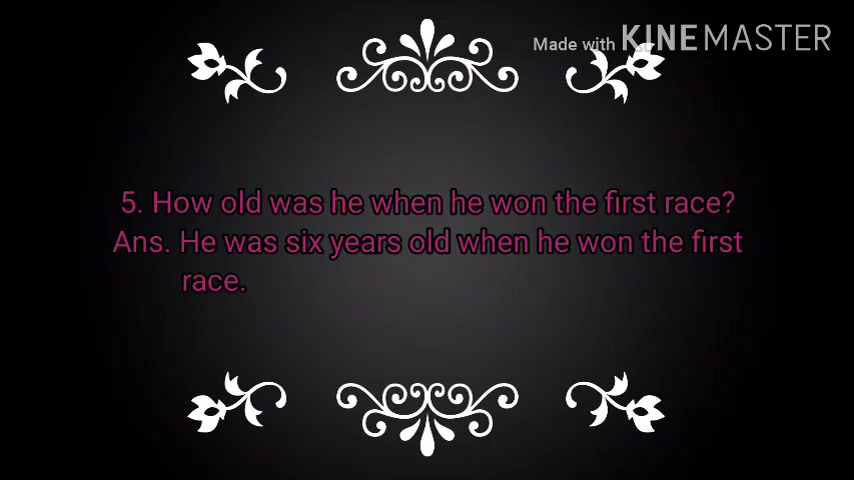 Made with KINEMASTER
5. How old was he when he won the first race?
Ans. He was six years old when he won the first
race.